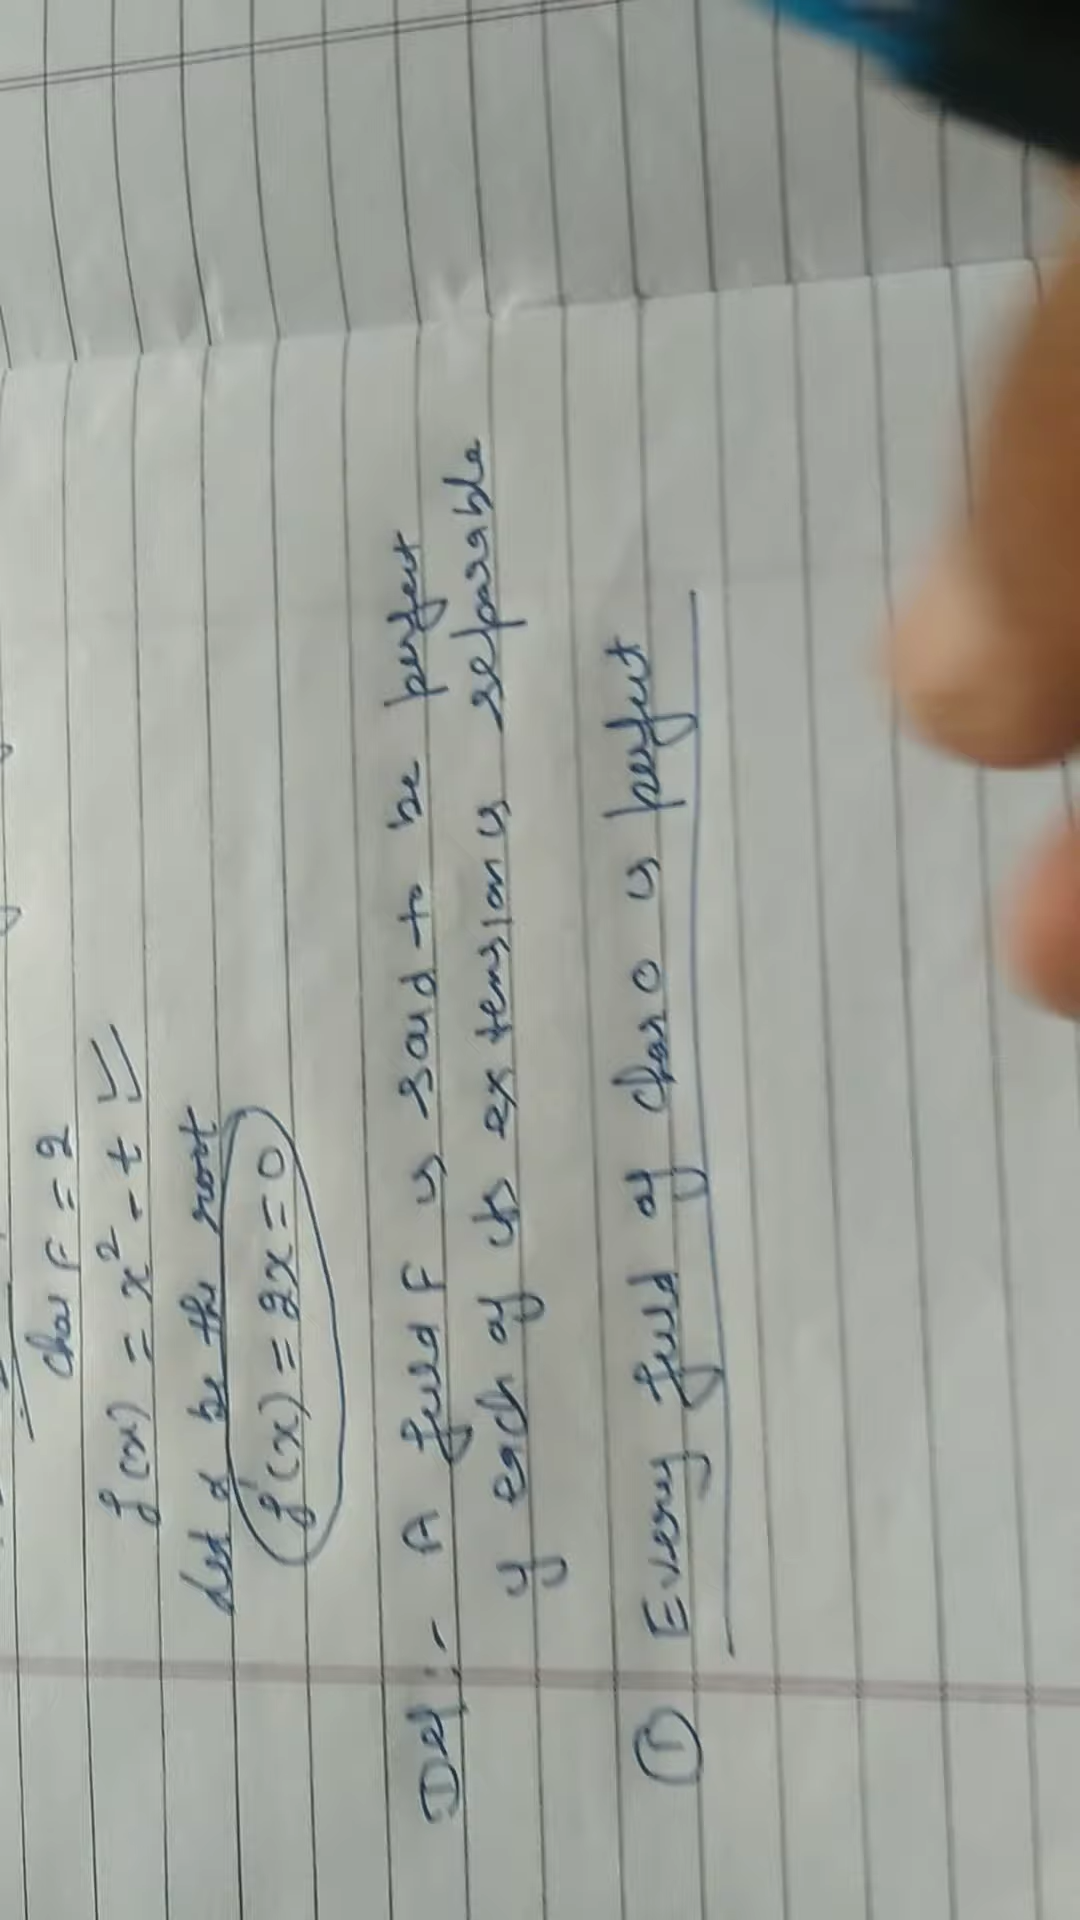 char F = 2
f(x) = x² - t
Let α be the root
f'(x) = 2x = 0
Def :- A field F is said to be perfect
if each of its extension is separable
① Every field of char 0 is perfect